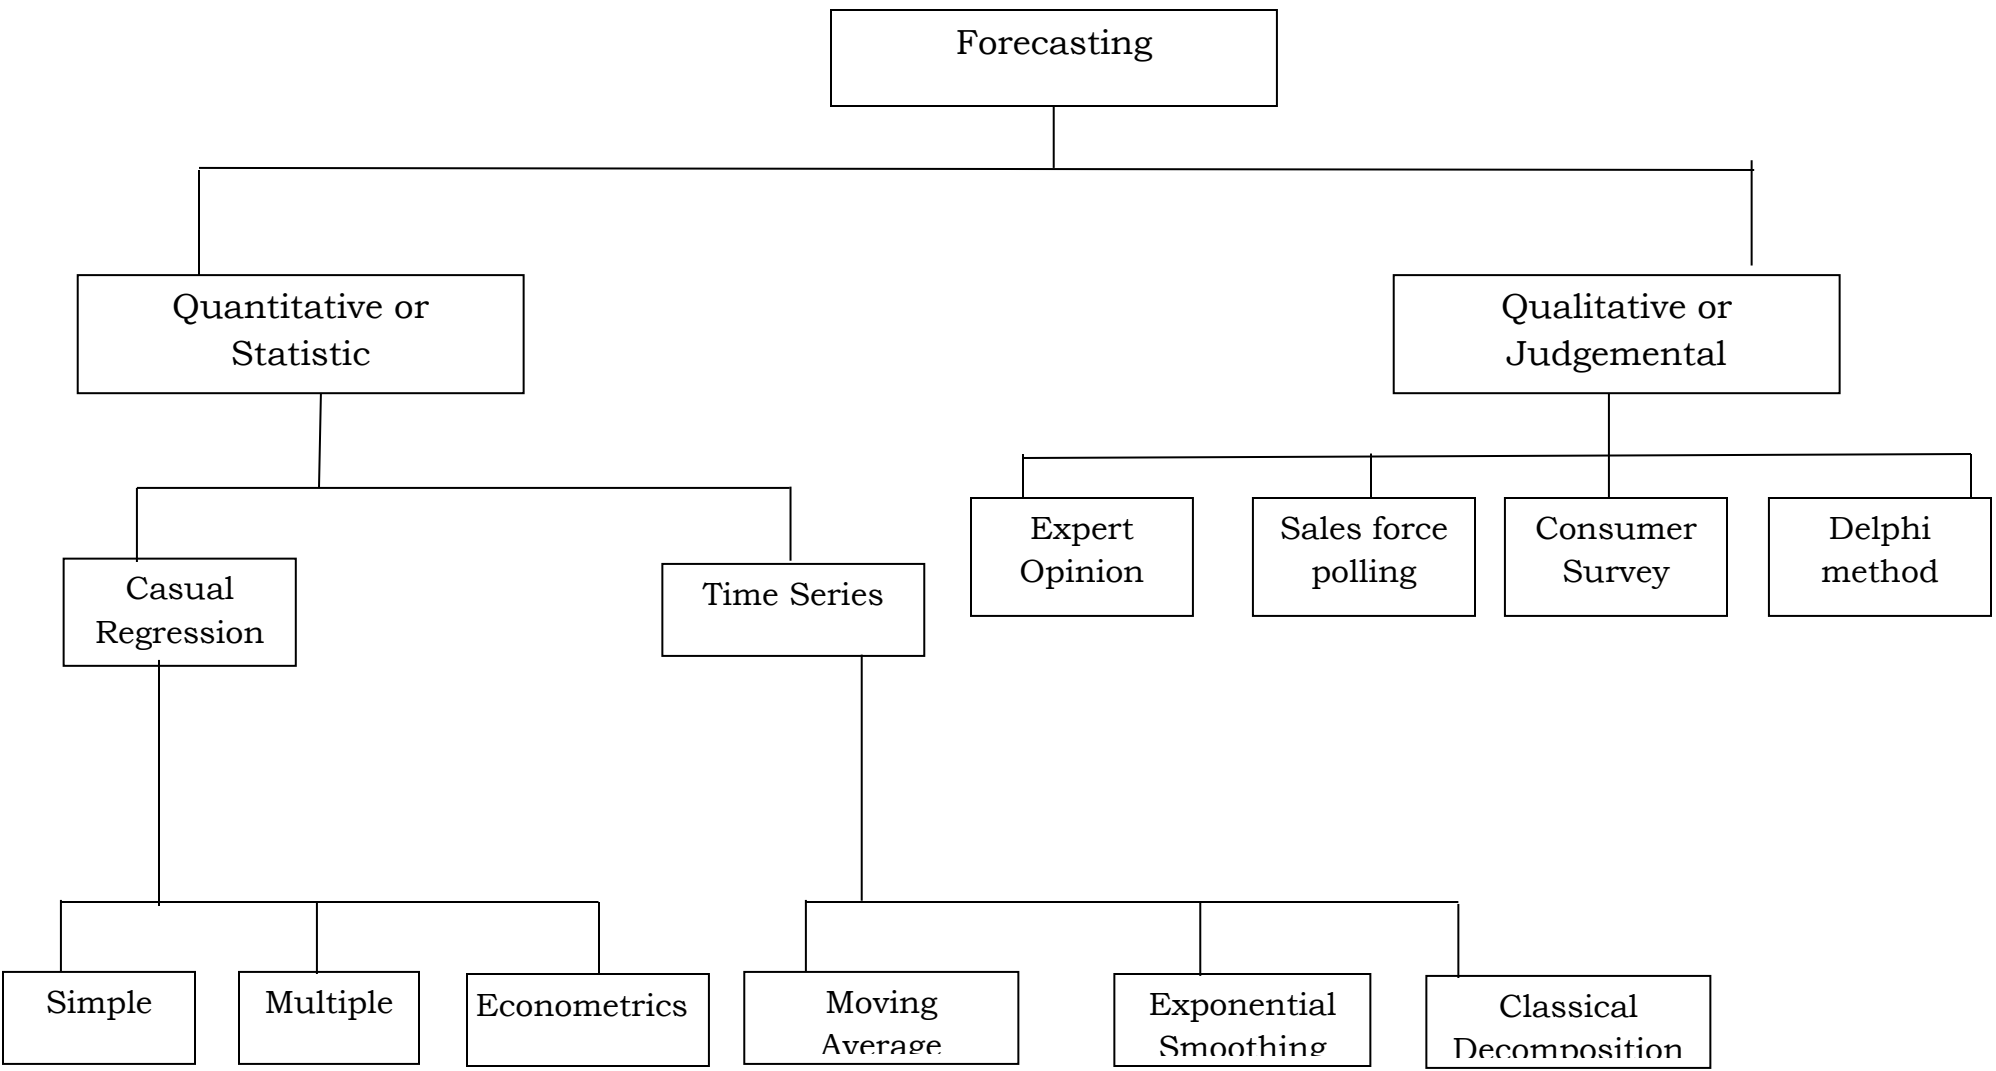 Forecasting
Quantitative or
Statistic
Qualitative or
Judgemental
Expert
Opinion
Sales force
polling
Consumer
Survey
Delphi
method
Casual
Regression
Time Series
Simple
Multiple
Econometrics
Moving
Average
Exponential
Smoothing
Classical
Decomposition